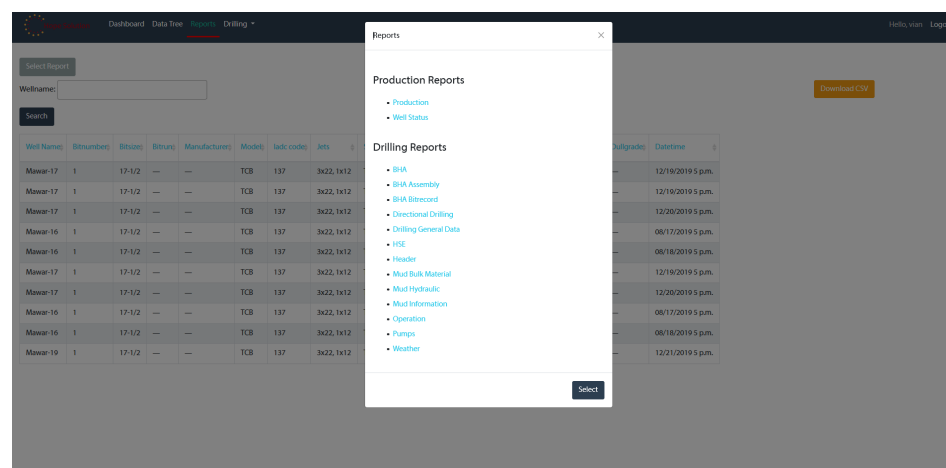 Dashboard Data Tree Reports Drilling
Hello, vian Logo
Reports ×
Select Report
Wellname:
Download CSV
Search
Production Reports
Production
Well Status
Drilling Reports
BHA
BHA Assembly
BHA Bitrecord
Directional Drilling
Drilling General Data
HSE
Header
Mud Bulk Material
Mud Hydraulic
Mud Information
Operation
Pumps
Weather
Select
Well Name Bitnumber Bitsize Bitrun Manufacturer Model Iadc code Jets Dullgrade Datetime
Mawar-17 1 17-1/2 — — TCB 137 3x22, 1x12 — 12/19/2019 5 p.m.
Mawar-17 1 17-1/2 — — TCB 137 3x22, 1x12 — 12/19/2019 5 p.m.
Mawar-17 1 17-1/2 — — TCB 137 3x22, 1x12 — 12/20/2019 5 p.m.
Mawar-16 1 17-1/2 — — TCB 137 3x22, 1x12 — 08/17/2019 5 p.m.
Mawar-16 1 17-1/2 — — TCB 137 3x22, 1x12 — 08/18/2019 5 p.m.
Mawar-17 1 17-1/2 — — TCB 137 3x22, 1x12 — 12/19/2019 5 p.m.
Mawar-17 1 17-1/2 — — TCB 137 3x22, 1x12 — 12/20/2019 5 p.m.
Mawar-16 1 17-1/2 — — TCB 137 3x22, 1x12 — 08/17/2019 5 p.m.
Mawar-16 1 17-1/2 — — TCB 137 3x22, 1x12 — 08/18/2019 5 p.m.
Mawar-19 1 17-1/2 — — TCB 137 3x22, 1x12 — 12/21/2019 5 p.m.